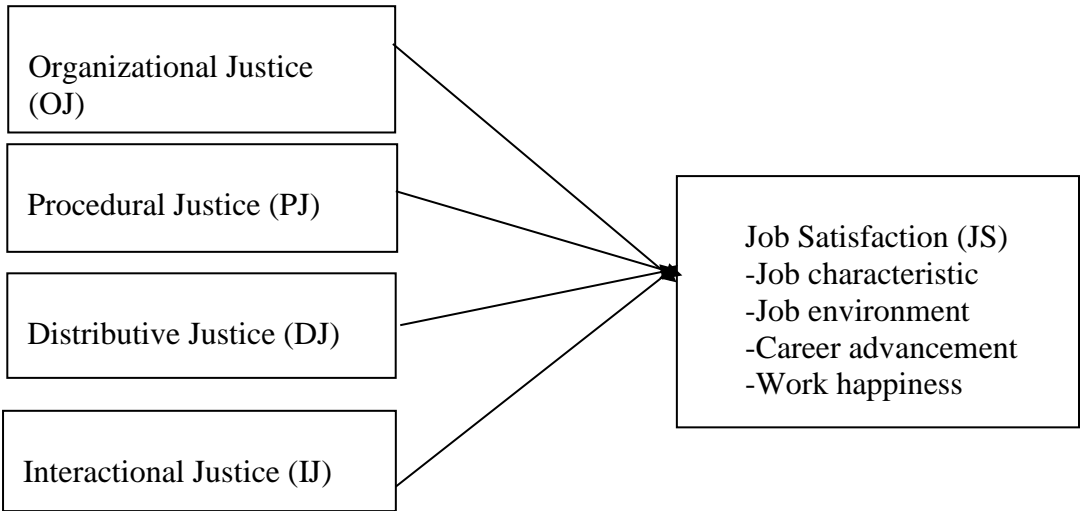 Organizational Justice
(OJ)
Procedural Justice (PJ)
Distributive Justice (DJ)
Interactional Justice (IJ)
Job Satisfaction (JS)
-Job characteristic
-Job environment
-Career advancement
-Work happiness